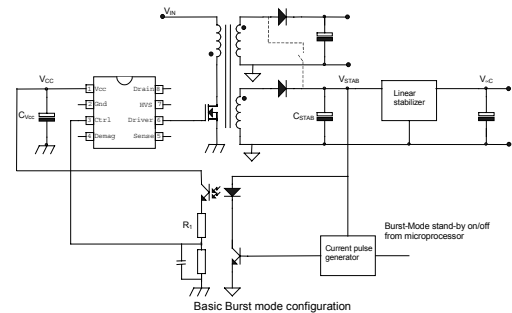 VIN
VCC
VSTAB
V=C
1 Vcc Drain 8
2 Gnd HVS 7
3 Ctrl Driver 6
4 Demag Sense 5
CVcc
CSTAB
Linear
stabilizer
R1
Burst-Mode stand-by on/off
from microprocessor
Current pulse
generator
Basic Burst mode configuration